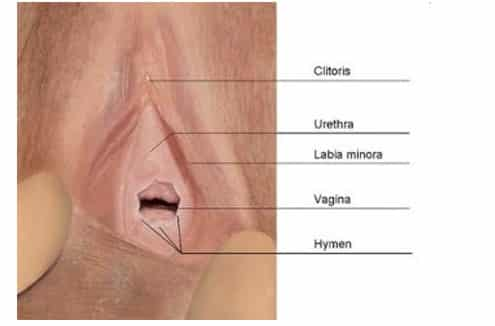 Clitoris
Urethra
Labia minora
Vagina
Hymen